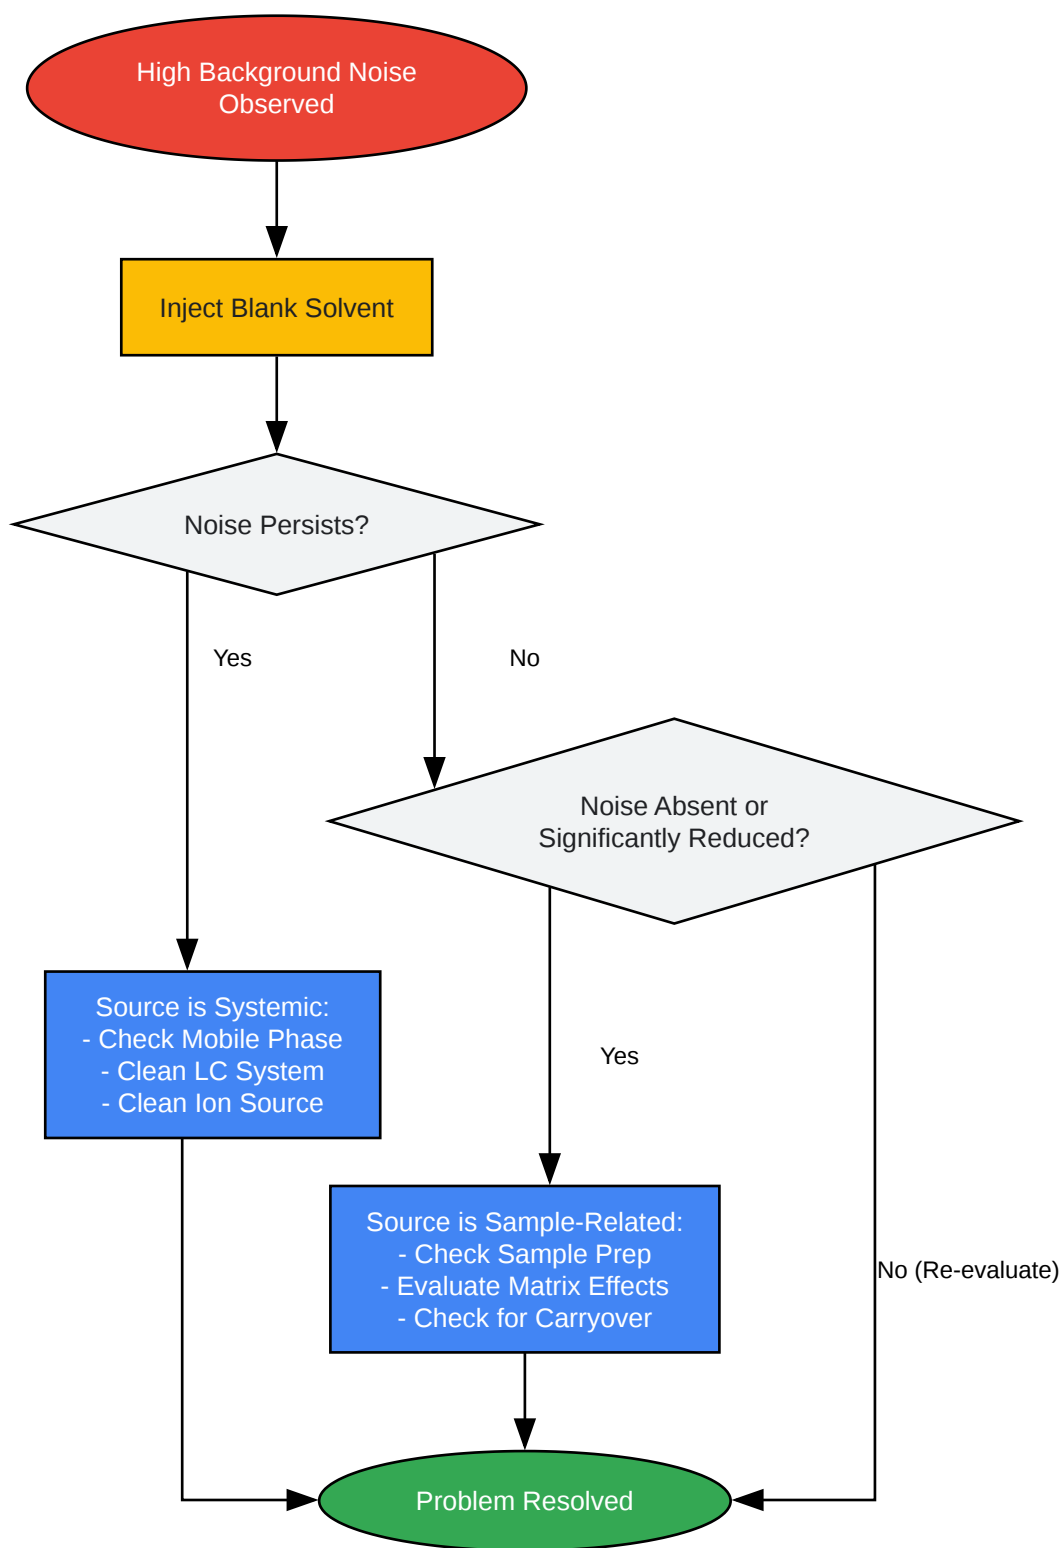 High Background Noise
Observed
Inject Blank Solvent
Noise Persists?
Yes
No
Noise Absent or
Significantly Reduced?
Source is Systemic:
- Check Mobile Phase
- Clean LC System
- Clean Ion Source
Yes
Source is Sample-Related:
- Check Sample Prep
- Evaluate Matrix Effects
- Check for Carryover
No (Re-evaluate)
Problem Resolved